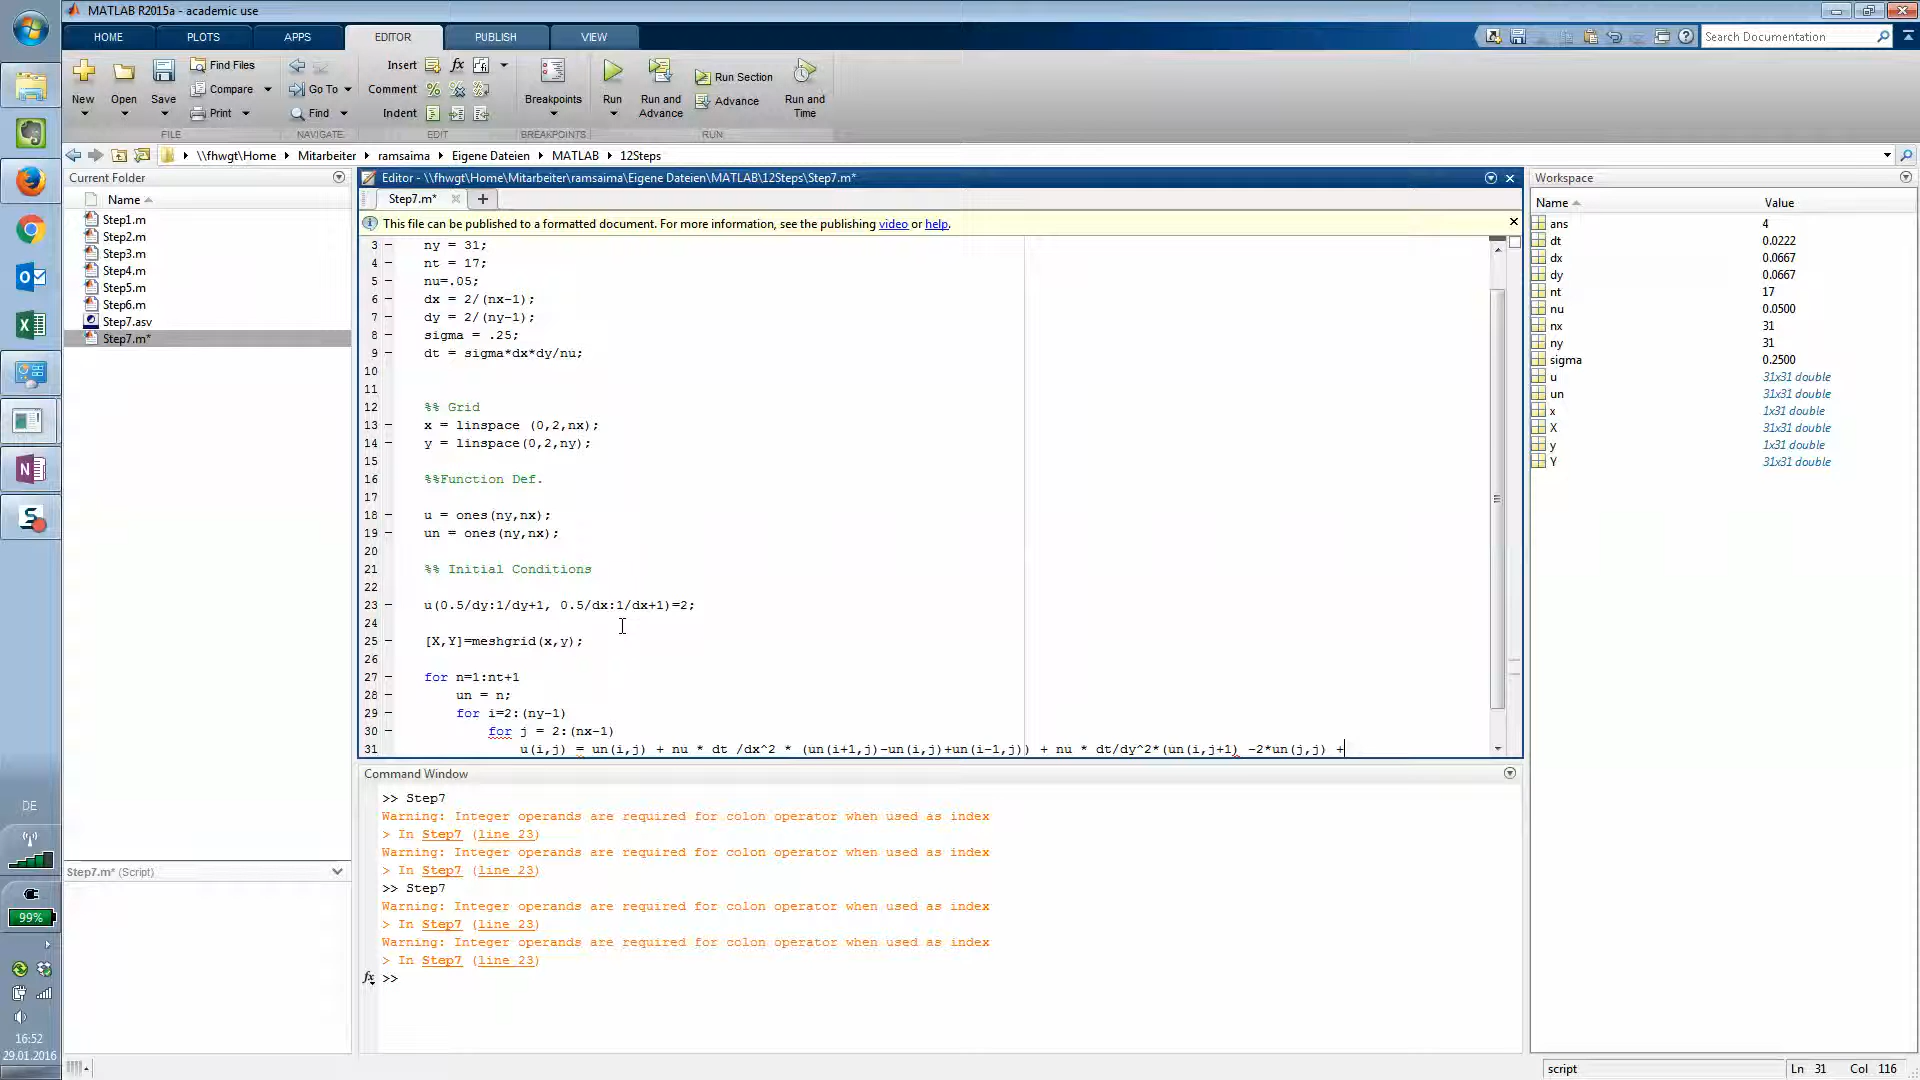 MATLAB R2015a - academic use
HOME PLOTS APPS EDITOR PUBLISH VIEW
Search Documentation
New Open Save Find Files Compare Print
Go To Find
Insert fx Comment Indent
Breakpoints
Run Run and Advance Run Section Advance Run and Time
FILE NAVIGATE EDIT BREAKPOINTS RUN
\\fhwgt\Home Mitarbeiter ramsaima Eigene Dateien MATLAB 12Steps
Current Folder
Name
Step1.m
Step2.m
Step3.m
Step4.m
Step5.m
Step6.m
Step7.asv
Step7.m*
Step7.m* (Script)
Editor - \\fhwgt\Home\Mitarbeiter\ramsaima\Eigene Dateien\MATLAB\12Steps\Step7.m*
Step7.m*
This file can be published to a formatted document. For more information, see the publishing video or help.
3 ny = 31;
4 nt = 17;
5 nu=.05;
6 dx = 2/(nx-1);
7 dy = 2/(ny-1);
8 sigma = .25;
9 dt = sigma*dx*dy/nu;
10
11
12 %% Grid
13 x = linspace (0,2,nx);
14 y = linspace(0,2,ny);
15
16 %%Function Def.
17
18 u = ones(ny,nx);
19 un = ones(ny,nx);
20
21 %% Initial Conditions
22
23 u(0.5/dy:1/dy+1, 0.5/dx:1/dx+1)=2;
24
25 [X,Y]=meshgrid(x,y);
26
27 for n=1:nt+1
28 un = n;
29 for i=2:(ny-1)
30 for j = 2:(nx-1)
31 u(i,j) = un(i,j) + nu * dt /dx^2 * (un(i+1,j)-un(i,j)+un(i-1,j)) + nu * dt/dy^2*(un(i,j+1) -2*un(j,j) +
Command Window
>> Step7
Warning: Integer operands are required for colon operator when used as index
> In Step7 (line 23)
Warning: Integer operands are required for colon operator when used as index
> In Step7 (line 23)
>> Step7
Warning: Integer operands are required for colon operator when used as index
> In Step7 (line 23)
Warning: Integer operands are required for colon operator when used as index
> In Step7 (line 23)
fx >>
Workspace
Name Value
ans 4
dt 0.0222
dx 0.0667
dy 0.0667
nt 17
nu 0.0500
nx 31
ny 31
sigma 0.2500
u 31x31 double
un 31x31 double
x 1x31 double
X 31x31 double
y 1x31 double
Y 31x31 double
script Ln 31 Col 116
DE
99%
16:52
29.01.2016